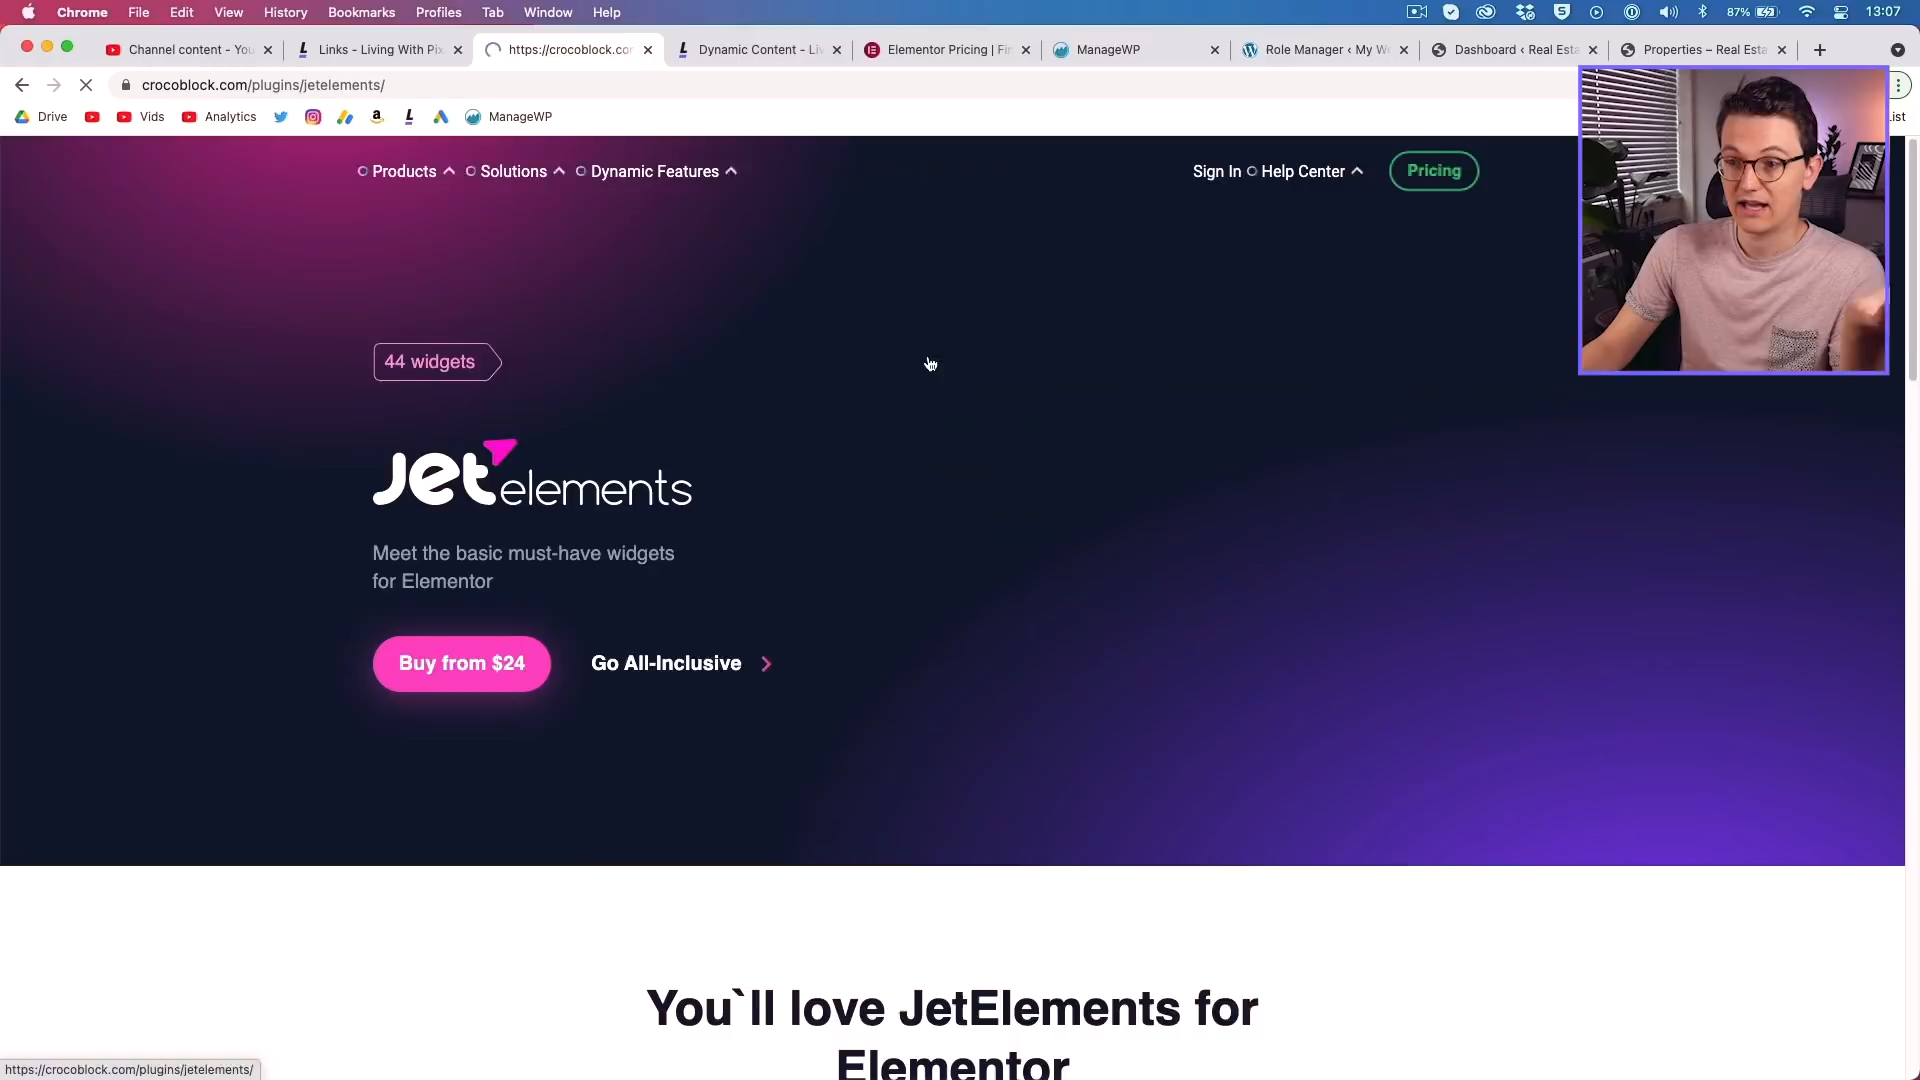 Chrome File Edit View History Bookmarks Profiles Tab Window Help 87% 13:07
Channel content - You Links - Living With Pix https://crocoblock.com Dynamic Content - Liv Elementor Pricing | Fin ManageWP Role Manager ‹ My W Dashboard ‹ Real Esta Properties – Real Esta
crocoblock.com/plugins/jetelements/
Drive Vids Analytics ManageWP
Products Solutions Dynamic Features Sign In Help Center Pricing
44 widgets
Jet elements
Meet the basic must-have widgets
for Elementor
Buy from $24 Go All-Inclusive
You`ll love JetElements for
Elementor
https://crocoblock.com/plugins/jetelements/